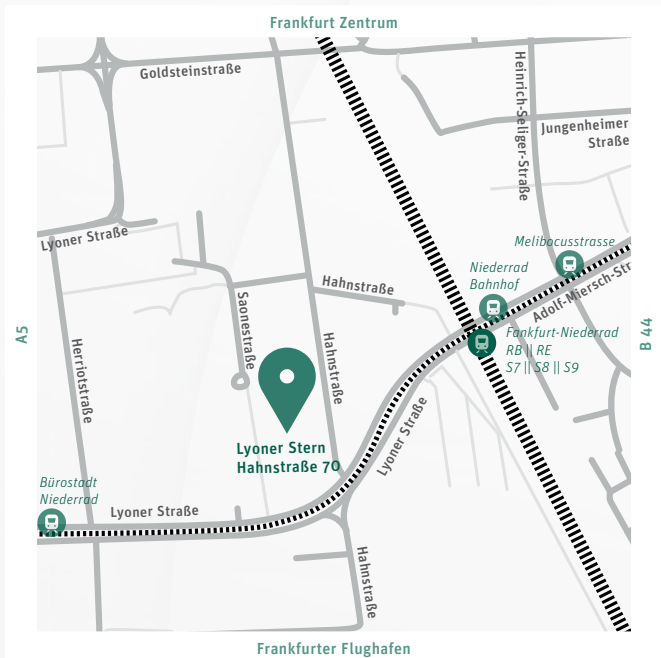 Frankfurt Zentrum
Goldsteinstraße
Heinrich-Seliger-Straße
Jungenheimer
Straße
Lyoner Straße
Melibocusstrasse
Niederrad
Bahnhof
Hahnstraße
Adolf-Miersch-Str
Saonestraße
Hahnstraße
A5
B 44
Fankfurt-Niederrad
RB || RE
S7 || S8 || S9
Herriotstraße
Lyoner Straße
Lyoner Stern
Hahnstraße 70
Bürostadt
Niederrad
Lyoner Straße
Hahnstraße
Frankfurter Flughafen